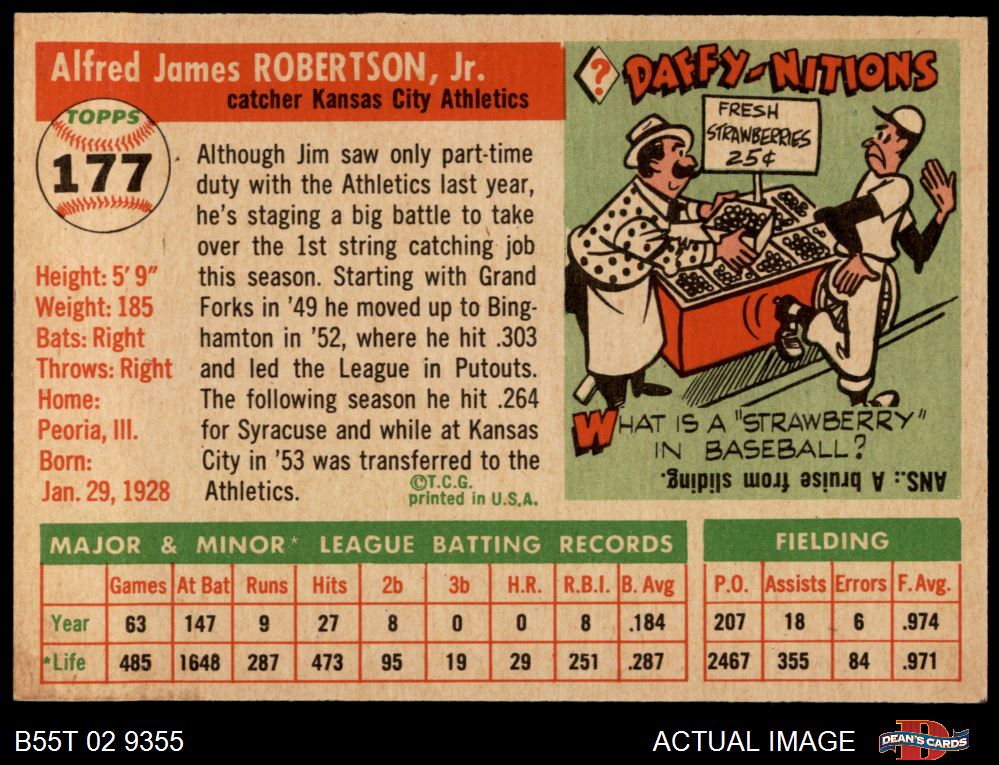 Alfred James ROBERTSON, Jr.
catcher Kansas City Athletics
TOPPS
177
Height: 5' 9"
Weight: 185
Bats: Right
Throws: Right
Home:
Peoria, Ill.
Born:
Jan. 29, 1928
Although Jim saw only part-time
duty with the Athletics last year,
he's staging a big battle to take
over the 1st string catching job
this season. Starting with Grand
Forks in '49 he moved up to Bing-
hamton in '52, where he hit .303
and led the League in Putouts.
The following season he hit .264
for Syracuse and while at Kansas
City in '53 was transferred to the
Athletics.
©T.C.G.
printed in U.S.A.
? DAFFY-NITIONS
FRESH
STRAWBERRIES
25¢
WHAT IS A "STRAWBERRY"
IN BASEBALL?
ANS.: A bruise from sliding.
MAJOR & MINOR* LEAGUE BATTING RECORDS FIELDING
Games At Bat Runs Hits 2b 3b H.R. R.B.I. B. Avg P.O. Assists Errors F. Avg.
Year 63 147 9 27 8 0 0 8 .184 207 18 6 .974
*Life 485 1648 287 473 95 19 29 251 .287 2467 355 84 .971
B55T 02 9355 ACTUAL IMAGE D DEAN'S CARDS